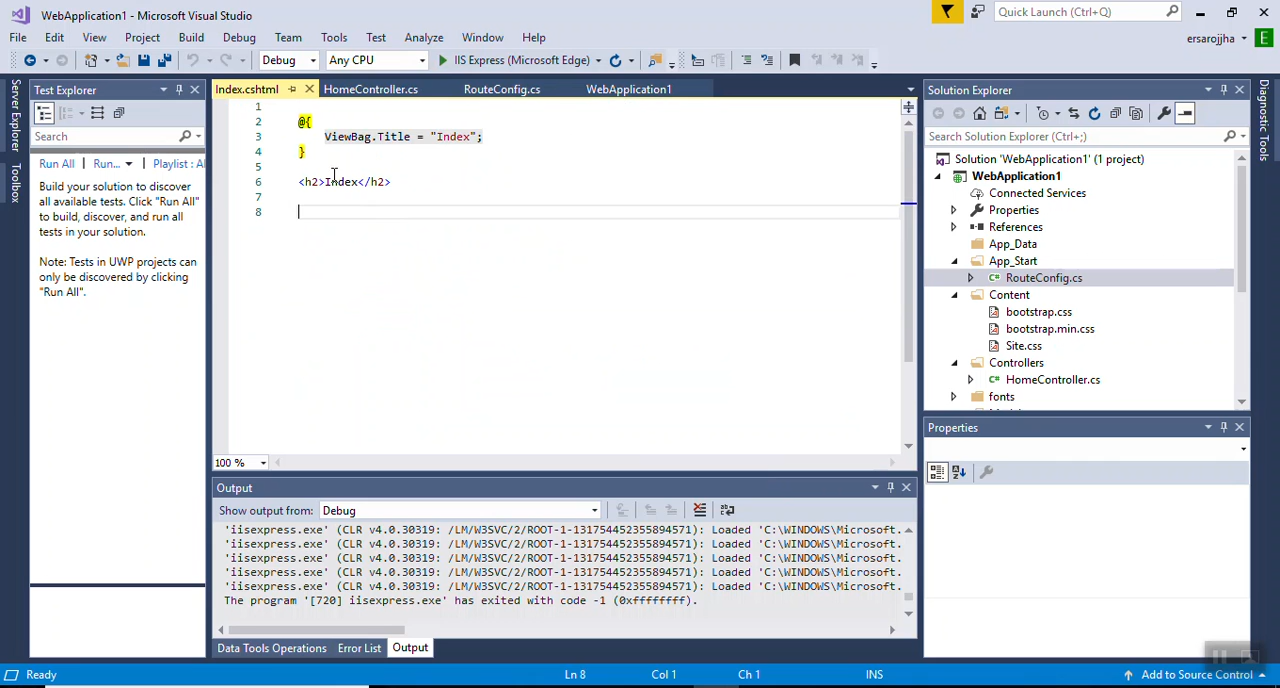 WebApplication1 - Microsoft Visual Studio
Quick Launch (Ctrl+Q)
File Edit View Project Build Debug Team Tools Test Analyze Window Help
ersarojjha E
Debug Any CPU IIS Express (Microsoft Edge)
Server Explorer
Toolbox
Test Explorer
Search
Run All Run... Playlist : Al
Build your solution to discover
all available tests. Click "Run All"
to build, discover, and run all
tests in your solution.
Note: Tests in UWP projects can
only be discovered by clicking
"Run All".
Index.cshtml HomeController.cs RouteConfig.cs WebApplication1
1
2 @{
3 ViewBag.Title = "Index";
4 }
5
6 <h2>Index</h2>
7
8
100 %
Output
Show output from: Debug
'iisexpress.exe' (CLR v4.0.30319: /LM/W3SVC/2/ROOT-1-131754452355894571): Loaded 'C:\WINDOWS\Microsoft.
'iisexpress.exe' (CLR v4.0.30319: /LM/W3SVC/2/ROOT-1-131754452355894571): Loaded 'C:\WINDOWS\Microsoft.
'iisexpress.exe' (CLR v4.0.30319: /LM/W3SVC/2/ROOT-1-131754452355894571): Loaded 'C:\WINDOWS\Microsoft.
'iisexpress.exe' (CLR v4.0.30319: /LM/W3SVC/2/ROOT-1-131754452355894571): Loaded 'C:\WINDOWS\Microsoft.
'iisexpress.exe' (CLR v4.0.30319: /LM/W3SVC/2/ROOT-1-131754452355894571): Loaded 'C:\WINDOWS\Microsoft.
The program '[720] iisexpress.exe' has exited with code -1 (0xffffffff).
Data Tools Operations Error List Output
Solution Explorer
Search Solution Explorer (Ctrl+;)
Solution 'WebApplication1' (1 project)
WebApplication1
Connected Services
Properties
References
App_Data
App_Start
RouteConfig.cs
Content
bootstrap.css
bootstrap.min.css
Site.css
Controllers
HomeController.cs
fonts
Properties
Diagnostic Tools
Ready Ln 8 Col 1 Ch 1 INS Add to Source Control